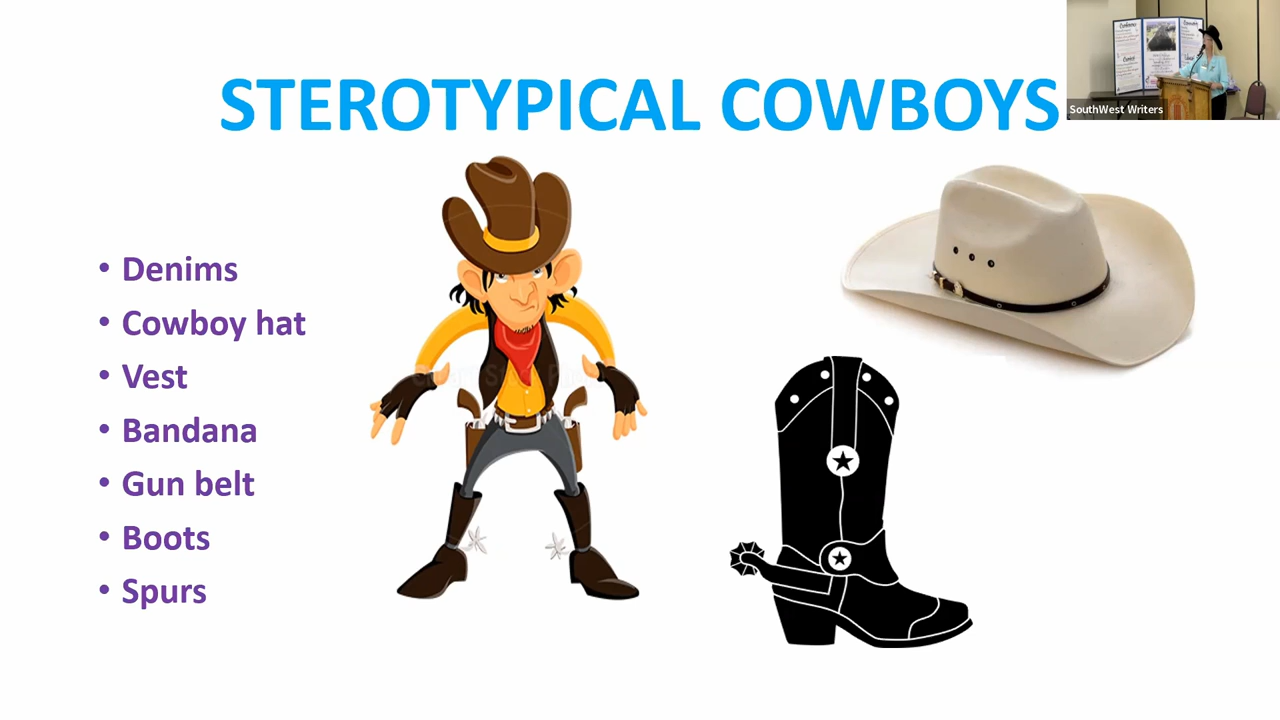 STEROTYPICAL COWBOYS
SouthWest Writers
• Denims
• Cowboy hat
• Vest
• Bandana
• Gun belt
• Boots
• Spurs